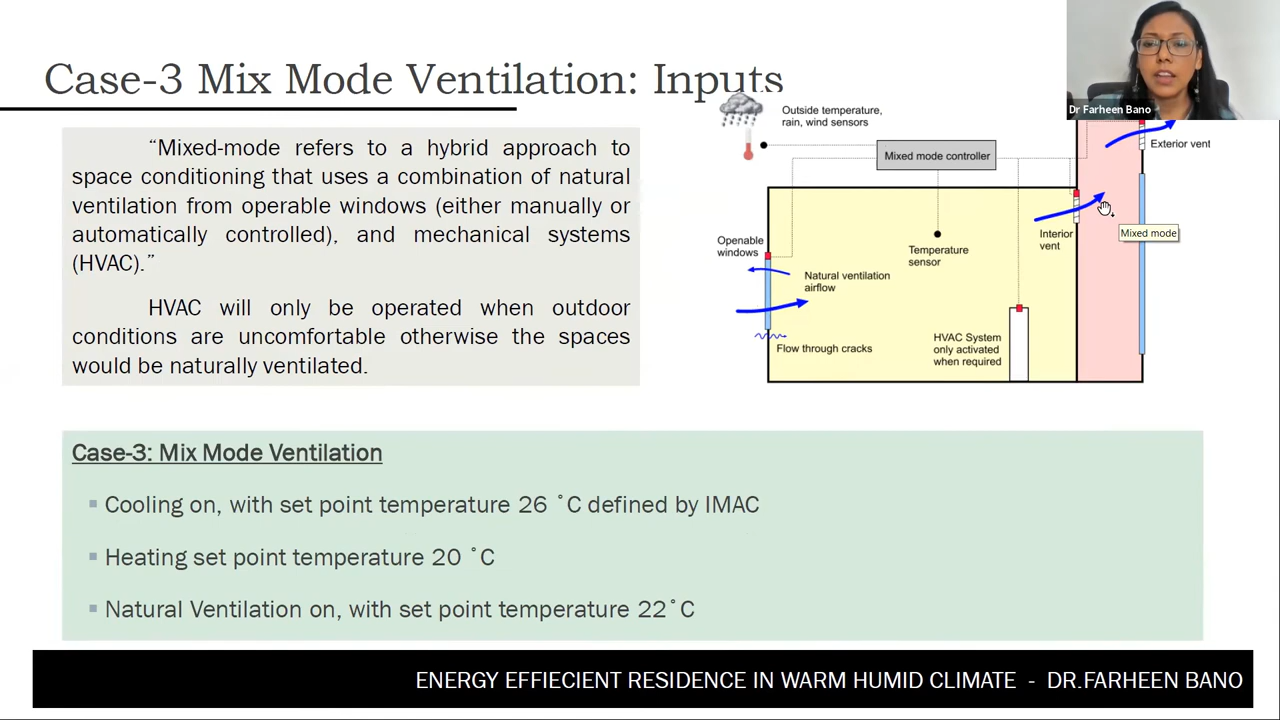 Case-3 Mix Mode Ventilation: Inputs
Dr Farheen Bano
“Mixed-mode refers to a hybrid approach to
space conditioning that uses a combination of natural
ventilation from operable windows (either manually or
automatically controlled), and mechanical systems
(HVAC).”
HVAC will only be operated when outdoor
conditions are uncomfortable otherwise the spaces
would be naturally ventilated.
Outside temperature,
rain, wind sensors
Mixed mode controller
Exterior vent
Openable
windows
Interior
vent
Mixed mode
Temperature
sensor
Natural ventilation
airflow
Flow through cracks
HVAC System
only activated
when required
Case-3: Mix Mode Ventilation
▪ Cooling on, with set point temperature 26 ˚C defined by IMAC
▪ Heating set point temperature 20 ˚C
▪ Natural Ventilation on, with set point temperature 22˚C
ENERGY EFFIECIENT RESIDENCE IN WARM HUMID CLIMATE - DR.FARHEEN BANO